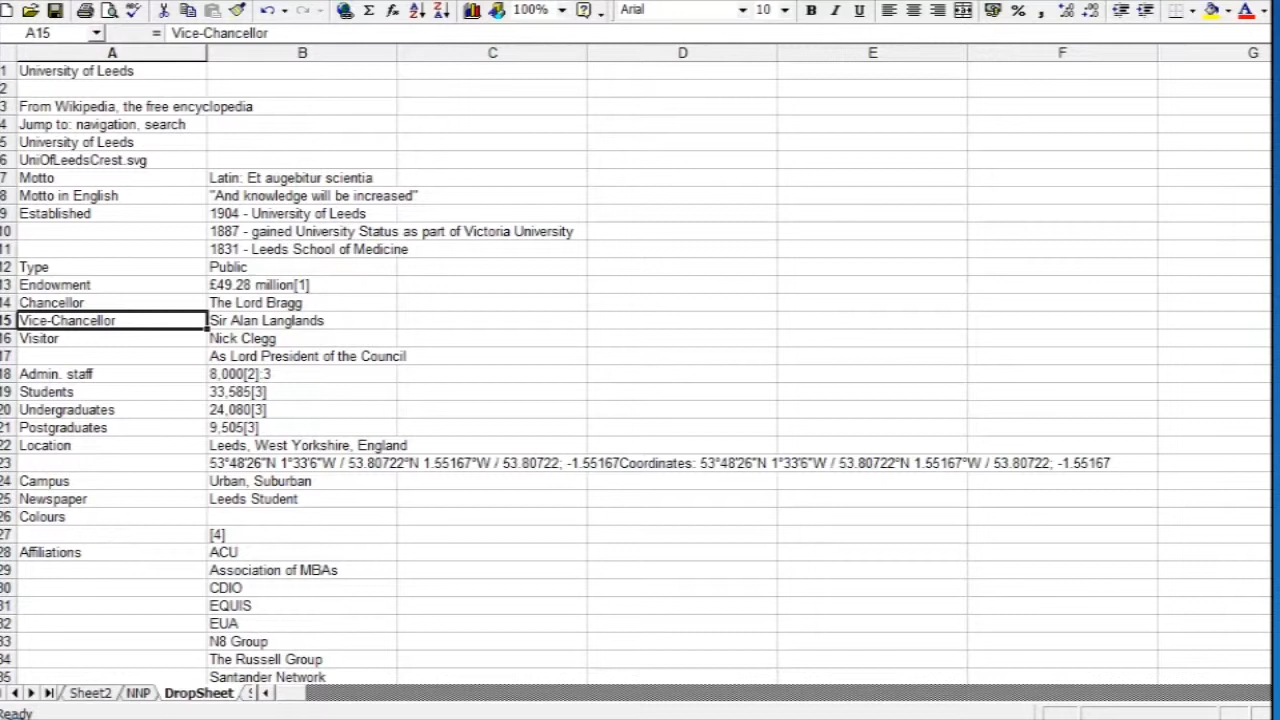 100% Arial 10 B I U
A15 = Vice-Chancellor
A B C D E F G
1 University of Leeds
2
3 From Wikipedia, the free encyclopedia
4 Jump to: navigation, search
5 University of Leeds
6 UniOfLeedsCrest.svg
7 Motto Latin: Et augebitur scientia
8 Motto in English "And knowledge will be increased"
9 Established 1904 - University of Leeds
10 1887 - gained University Status as part of Victoria University
11 1831 - Leeds School of Medicine
12 Type Public
13 Endowment £49.28 million[1]
14 Chancellor The Lord Bragg
15 Vice-Chancellor Sir Alan Langlands
16 Visitor Nick Clegg
17 As Lord President of the Council
18 Admin. staff 8,000[2]:3
19 Students 33,585[3]
20 Undergraduates 24,080[3]
21 Postgraduates 9,505[3]
22 Location Leeds, West Yorkshire, England
23 53°48'26"N 1°33'6"W / 53.80722°N 1.55167°W / 53.80722; -1.55167Coordinates: 53°48'26"N 1°33'6"W / 53.80722°N 1.55167°W / 53.80722; -1.55167
24 Campus Urban, Suburban
25 Newspaper Leeds Student
26 Colours
27 [4]
28 Affiliations ACU
29 Association of MBAs
30 CDIO
31 EQUIS
32 EUA
33 N8 Group
34 The Russell Group
35 Santander Network
Sheet2 NNP DropSheet
Ready